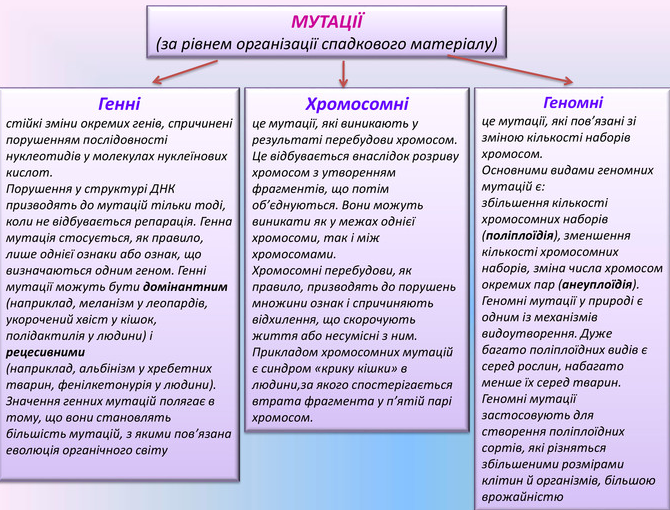 МУТАЦІЇ
(за рівнем організації спадкового матеріалу)
Генні
стійкі зміни окремих генів, спричинені
порушенням послідовності
нуклеотидів у молекулах нуклеїнових
кислот.
Порушення у структурі ДНК
призводять до мутацій тільки тоді,
коли не відбувається репарація. Генна
мутація стосується, як правило,
лише однієї ознаки або ознак, що
визначаються одним геном. Генні
мутації можуть бути домінантним
(наприклад, меланізм у леопардів,
укорочений хвіст у кішок,
полідактилія у людини) і
рецесивними
(наприклад, альбінізм у хребетних
тварин, фенілкетонурія у людини).
Значення генних мутацій полягає в
тому, що вони становлять
більшість мутацій, з якими пов’язана
еволюція органічного світу
Хромосомні
це мутації, які виникають у
результаті перебудови хромосом.
Це відбувається внаслідок розриву
хромосом з утворенням
фрагментів, що потім
об’єднуються. Вони можуть
виникати як у межах однієї
хромосоми, так і між
хромосомами.
Хромосомні перебудови, як
правило, призводять до порушень
множини ознак і спричиняють
відхилення, що скорочують
життя або несумісні з ним.
Прикладом хромосомних мутацій
є синдром «крику кішки» в
людини,за якого спостерігається
втрата фрагмента у п’ятій парі
хромосом.
Геномні
це мутації, які пов’язані зі
зміною кількості наборів
хромосом.
Основними видами геномних
мутацій є:
збільшення кількості
хромосомних наборів
(поліплоїдія), зменшення
кількості хромосомних
наборів, зміна числа хромосом
окремих пар (анеуплоїдія).
Геномні мутації у природі є
одним із механізмів
видоутворення. Дуже
багато поліплоїдних видів є
серед рослин, набагато
менше їх серед тварин.
Геномні мутації
застосовують для
створення поліплоїдних
сортів, які різняться
збільшеними розмірами
клітин й організмів, більшою
врожайністю